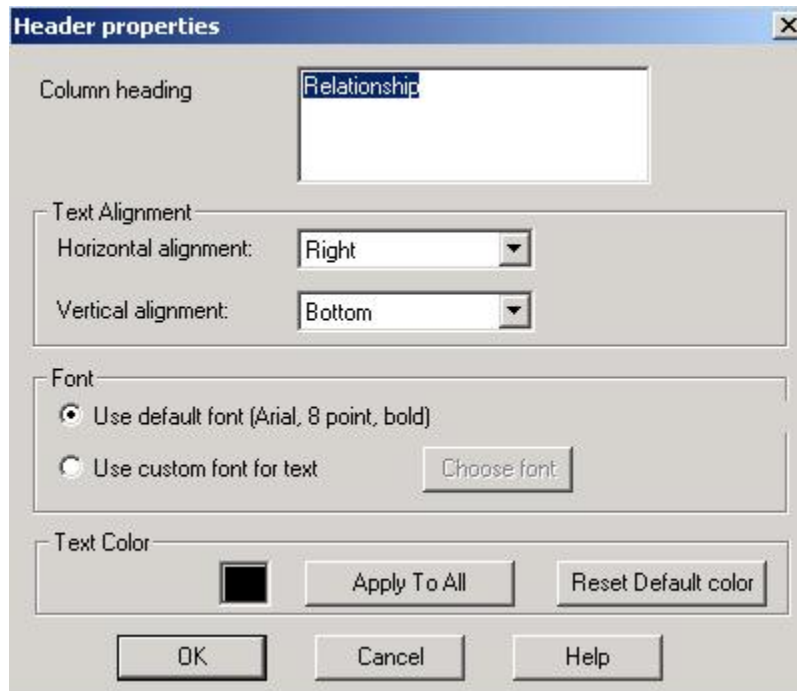 Header properties
Column heading
Relationship
Text Alignment
Horizontal alignment: Right
Vertical alignment: Bottom
Font
Use default font (Arial, 8 point, bold)
Use custom font for text Choose font
Text Color
Apply To All Reset Default color
OK Cancel Help